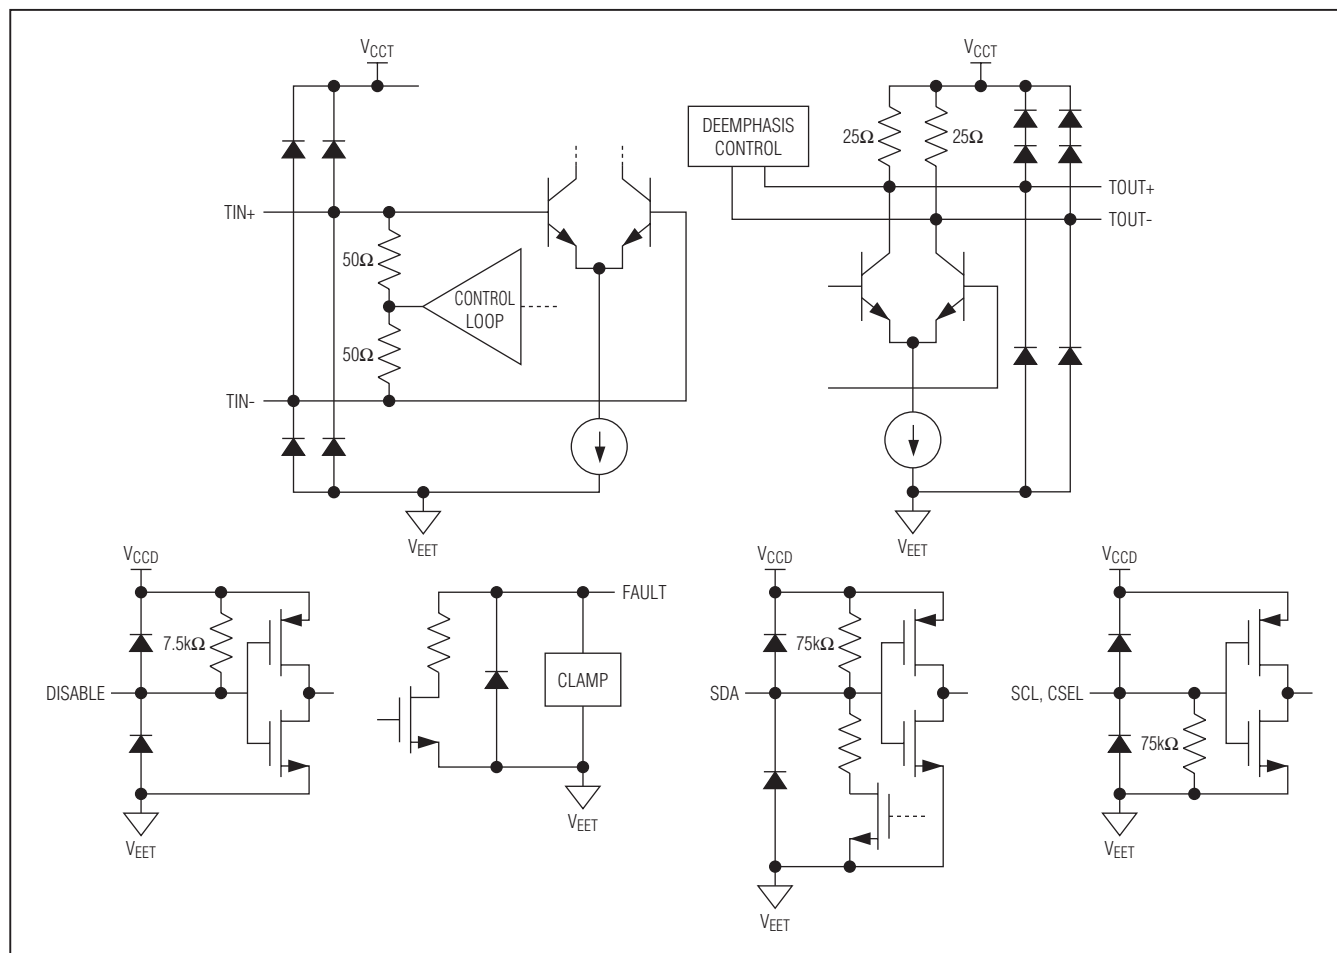 VCCT
TIN+
50Ω
CONTROL
LOOP
50Ω
TIN-
VEET
VCCT
DEEMPHASIS
CONTROL
25Ω
25Ω
TOUT+
TOUT-
VEET
VCCD
7.5kΩ
DISABLE
VEET
FAULT
CLAMP
VEET
VCCD
75kΩ
SDA
VEET
VCCD
SCL, CSEL
75kΩ
VEET